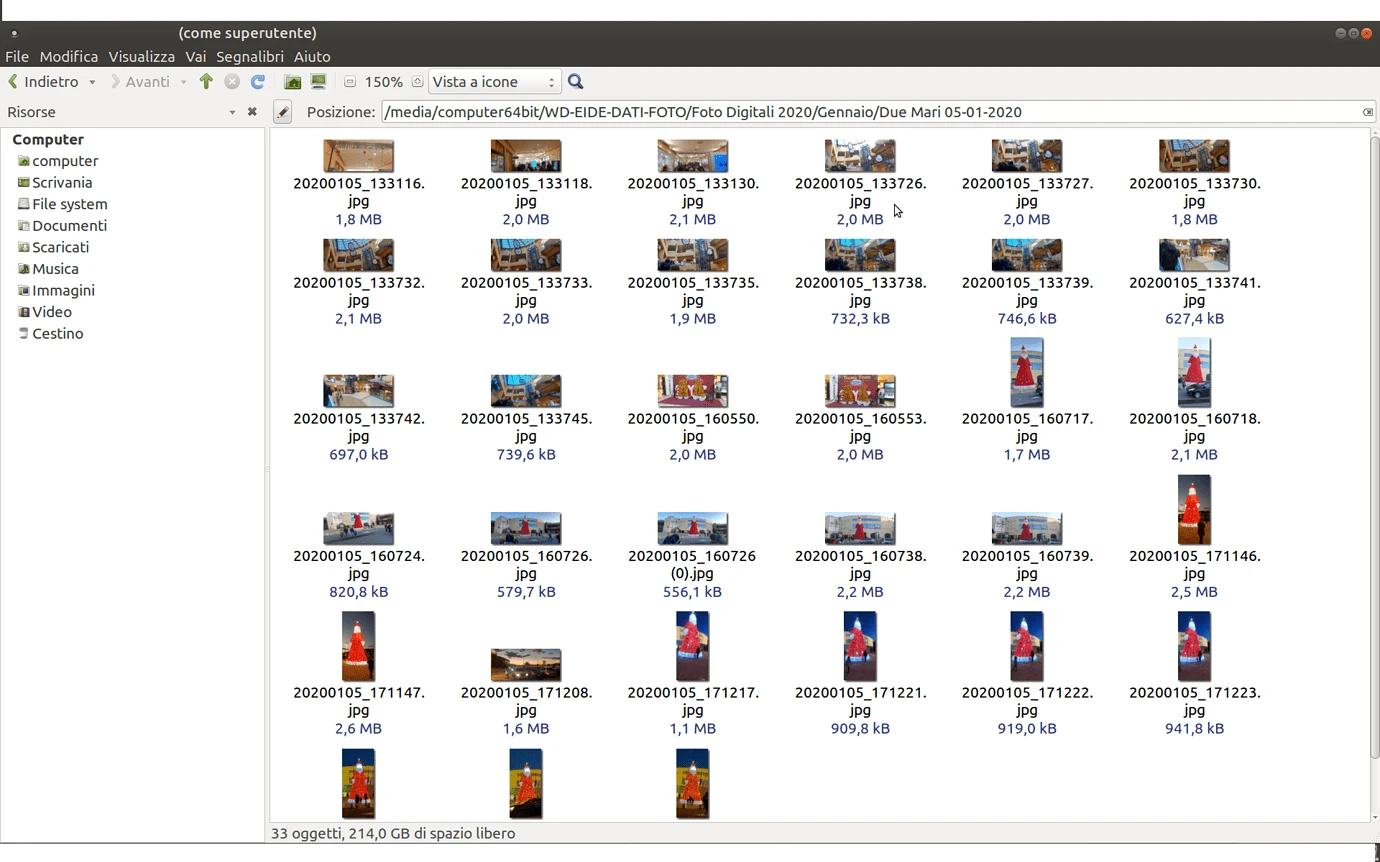 (come superutente)
File Modifica Visualizza Vai Segnalibri Aiuto
Indietro Avanti 150% Vista a icone
Risorse Posizione: /media/computer64bit/WD-EIDE-DATI-FOTO/Foto Digitali 2020/Gennaio/Due Mari 05-01-2020
Computer
computer
Scrivania
File system
Documenti
Scaricati
Musica
Immagini
Video
Cestino
20200105_133116. 20200105_133118. 20200105_133130. 20200105_133726. 20200105_133727. 20200105_133730.
jpg jpg jpg jpg jpg jpg
1,8 MB 2,0 MB 2,1 MB 2,0 MB 2,0 MB 1,8 MB
20200105_133732. 20200105_133733. 20200105_133735. 20200105_133738. 20200105_133739. 20200105_133741.
jpg jpg jpg jpg jpg jpg
2,1 MB 2,0 MB 1,9 MB 732,3 kB 746,6 kB 627,4 kB
20200105_133742. 20200105_133745. 20200105_160550. 20200105_160553. 20200105_160717. 20200105_160718.
jpg jpg jpg jpg jpg jpg
697,0 kB 739,6 kB 2,0 MB 2,0 MB 1,7 MB 2,1 MB
20200105_160724. 20200105_160726. 20200105_160726 20200105_160738. 20200105_160739. 20200105_171146.
jpg jpg (0).jpg jpg jpg jpg
820,8 kB 579,7 kB 556,1 kB 2,2 MB 2,2 MB 2,5 MB
20200105_171147. 20200105_171208. 20200105_171217. 20200105_171221. 20200105_171222. 20200105_171223.
jpg jpg jpg jpg jpg jpg
2,6 MB 1,6 MB 1,1 MB 909,8 kB 919,0 kB 941,8 kB
33 oggetti, 214,0 GB di spazio libero